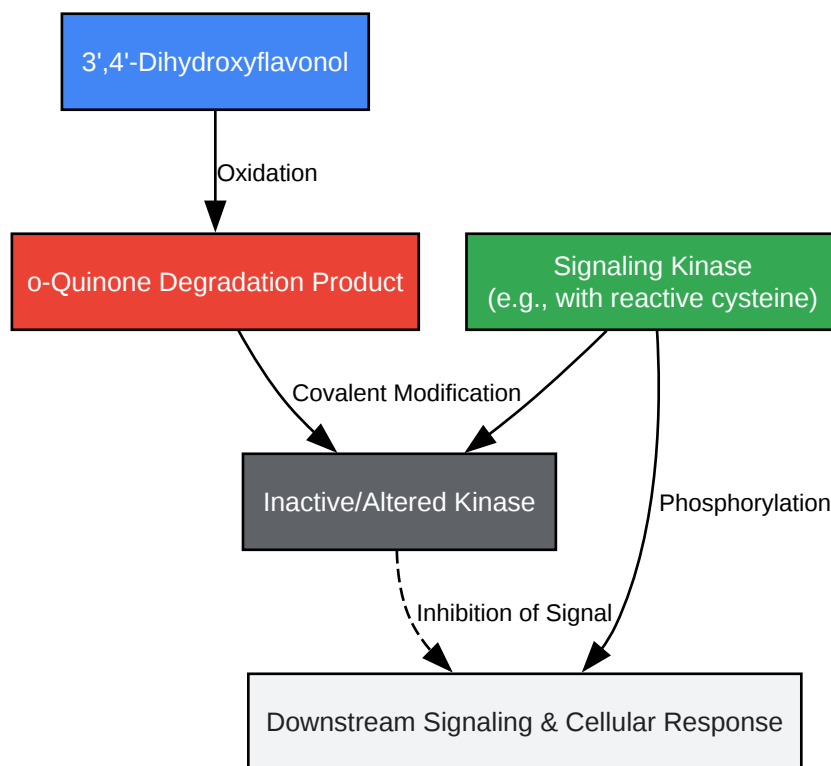 3',4'-Dihydroxyflavonol
Oxidation
o-Quinone Degradation Product
Signaling Kinase
(e.g., with reactive cysteine)
Covalent Modification
Inactive/Altered Kinase
Phosphorylation
Inhibition of Signal
Downstream Signaling & Cellular Response